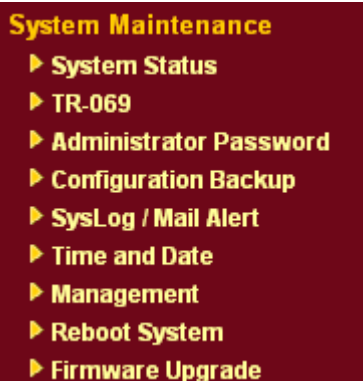 System Maintenance
System Status
TR-069
Administrator Password
Configuration Backup
SysLog / Mail Alert
Time and Date
Management
Reboot System
Firmware Upgrade